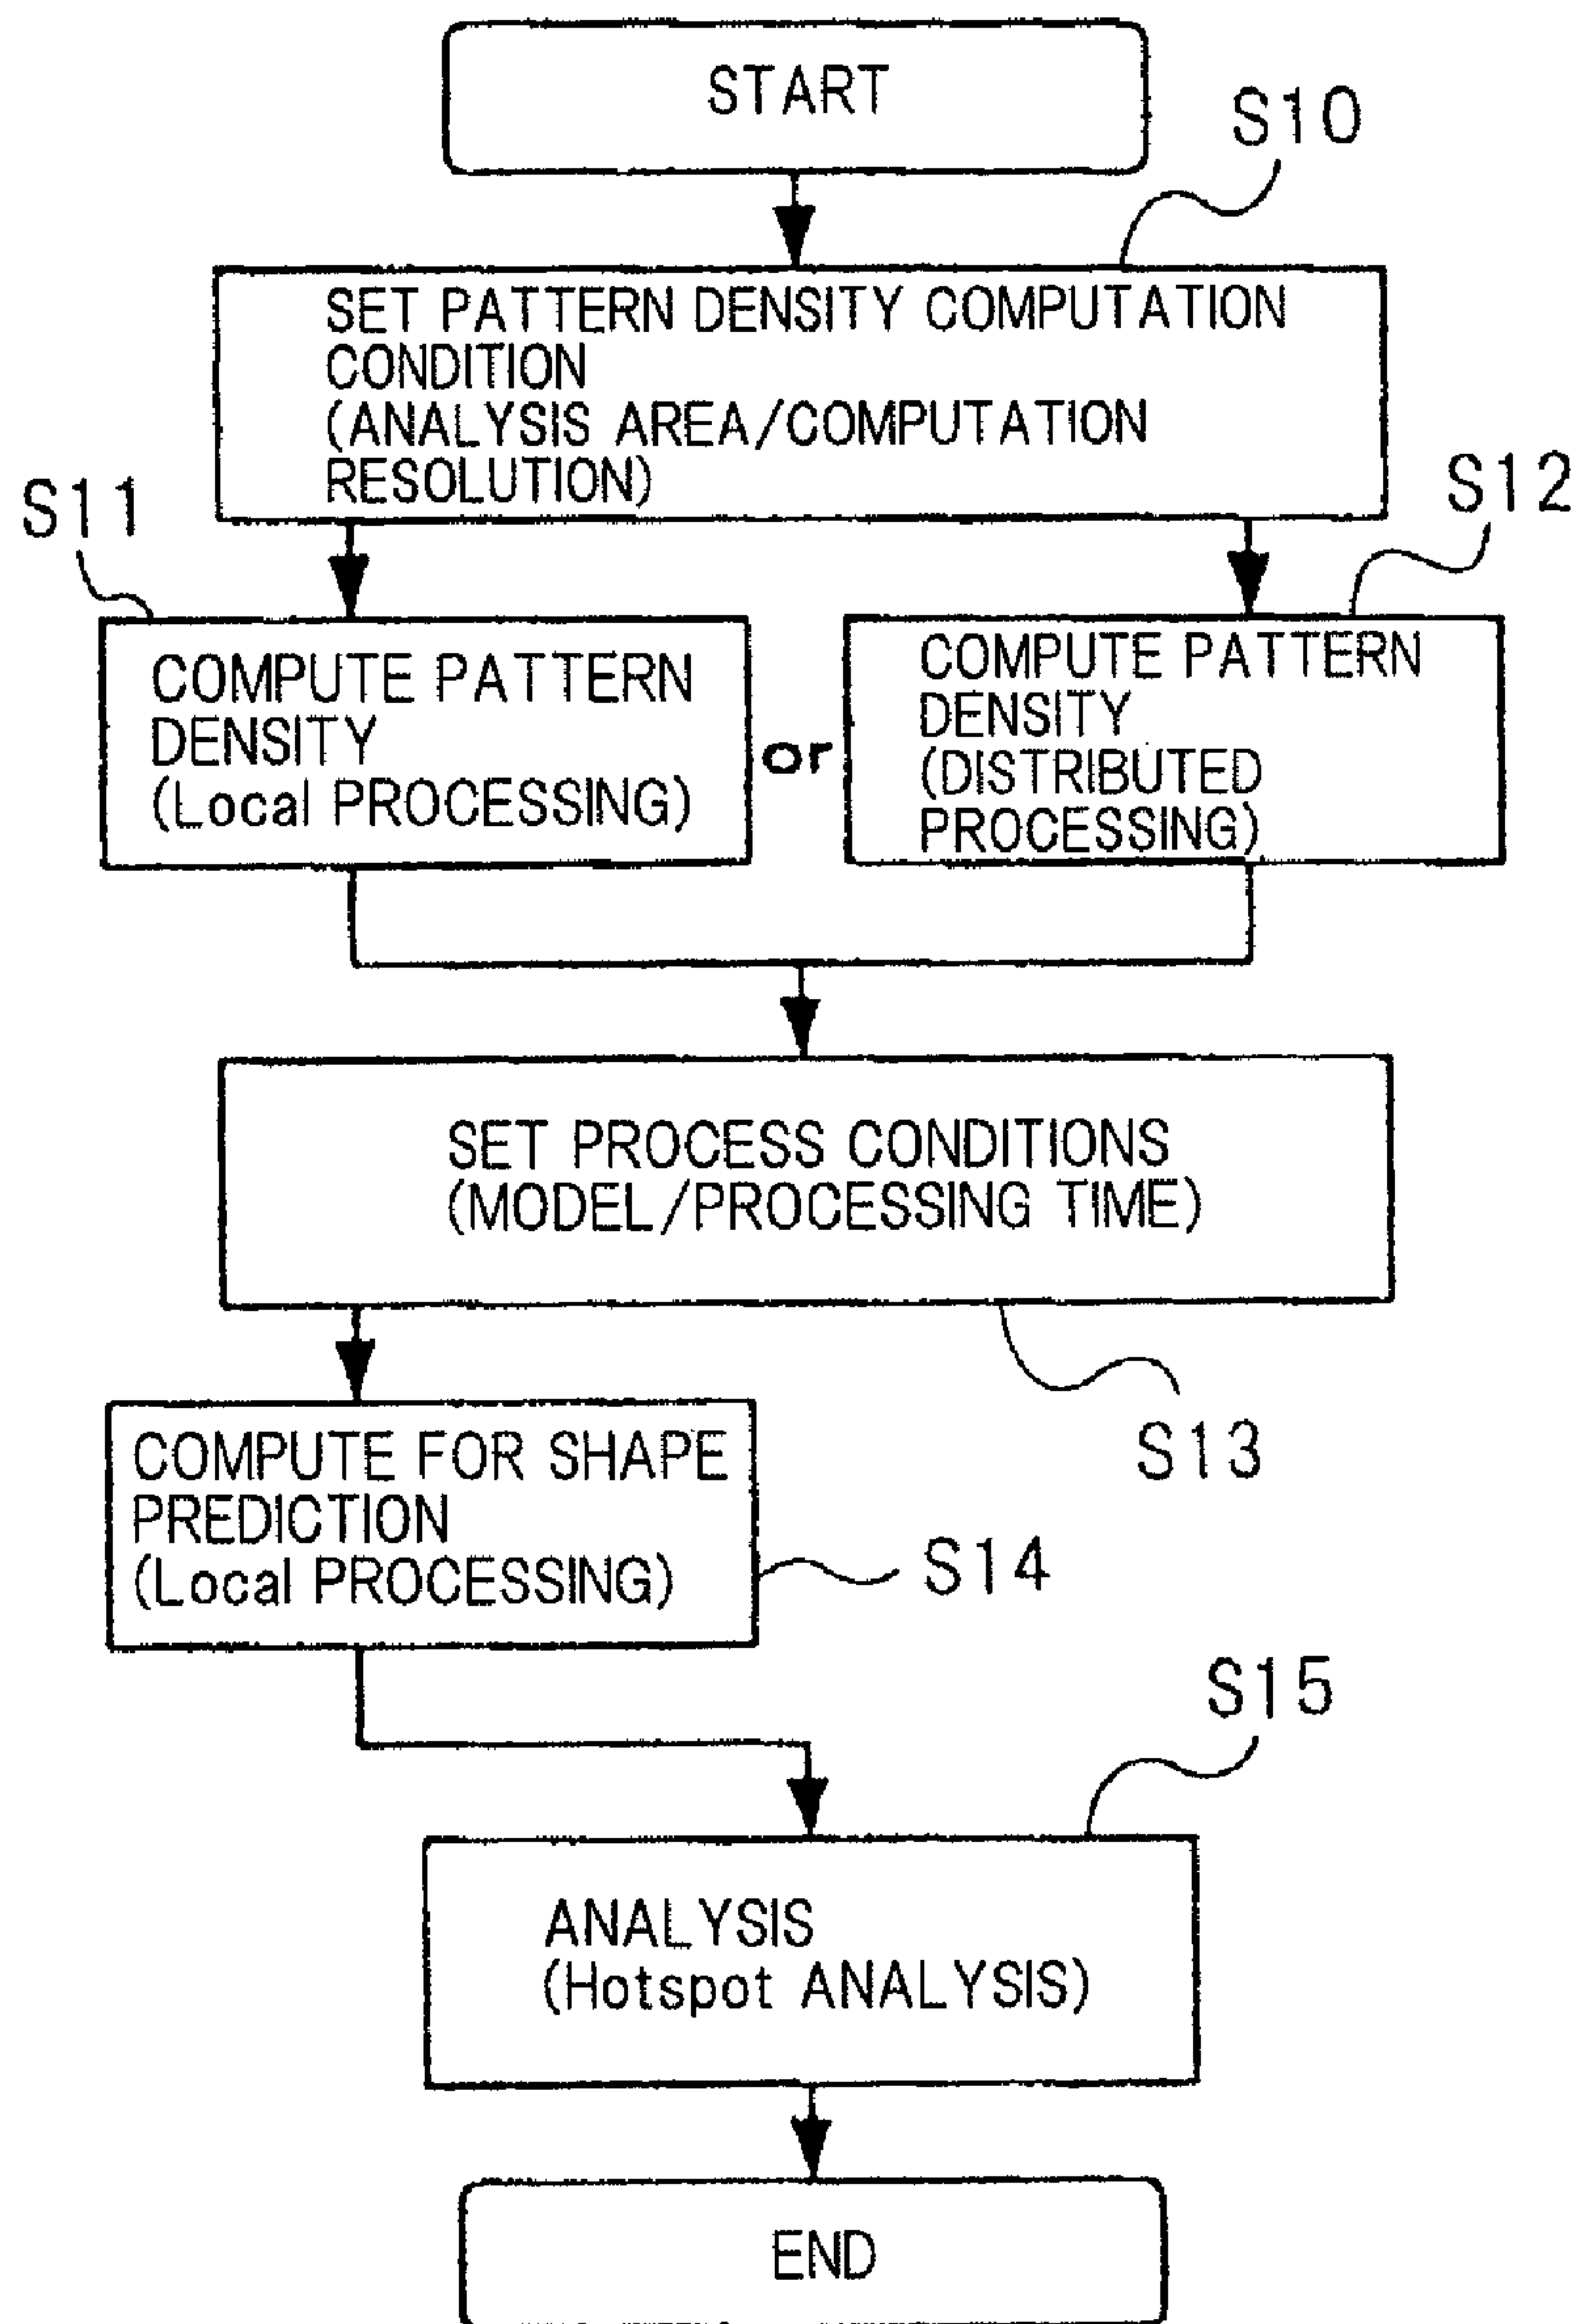 START
S10
SET PATTERN DENSITY COMPUTATION
CONDITION
(ANALYSIS AREA/COMPUTATION
RESOLUTION)
S11
S12
COMPUTE PATTERN
DENSITY
(Local PROCESSING)
or
COMPUTE PATTERN
DENSITY
(DISTRIBUTED
PROCESSING)
SET PROCESS CONDITIONS
(MODEL/PROCESSING TIME)
S13
COMPUTE FOR SHAPE
PREDICTION
(Local PROCESSING)
S14
S15
ANALYSIS
(Hotspot ANALYSIS)
END